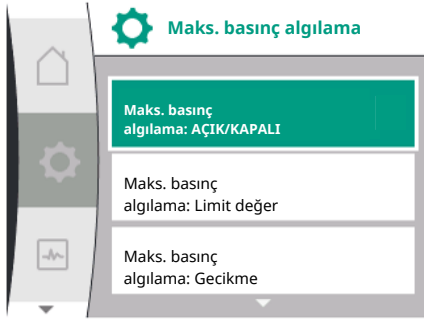 Maks. basınç algılama
Maks. basınç
algılama: AÇIK/KAPALI
Maks. basınç
algılama: Limit değer
Maks. basınç
algılama: Gecikme